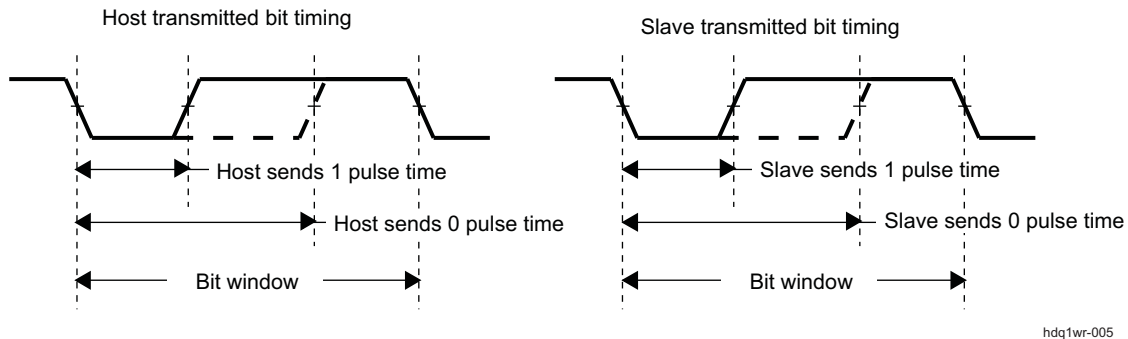 Host transmitted bit timing
Slave transmitted bit timing
Host sends 1 pulse time
Slave sends 1 pulse time
Host sends 0 pulse time
Slave sends 0 pulse time
Bit window
Bit window
hdq1wr-005